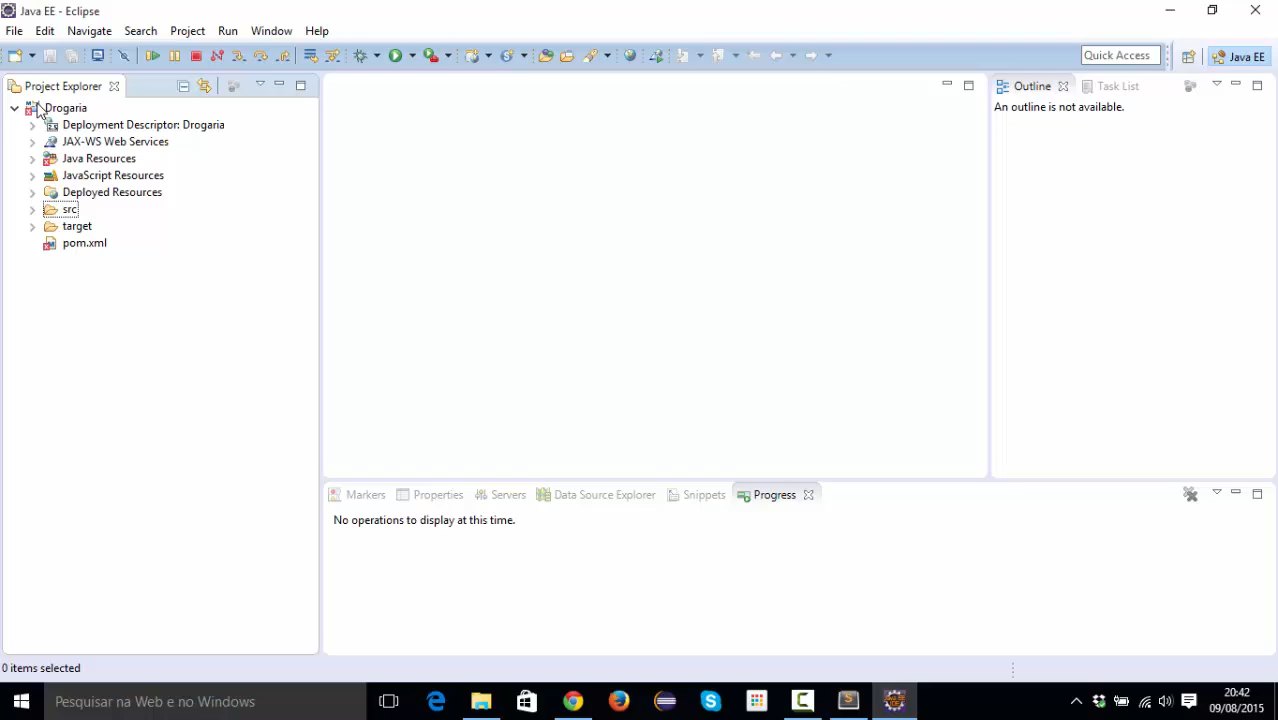 Java EE - Eclipse
File Edit Navigate Search Project Run Window Help
Quick Access
Java EE
Project Explorer
Drogaria
Deployment Descriptor: Drogaria
JAX-WS Web Services
Java Resources
JavaScript Resources
Deployed Resources
src
target
pom.xml
Outline
Task List
An outline is not available.
Markers
Properties
Servers
Data Source Explorer
Snippets
Progress
No operations to display at this time.
0 items selected
Pesquisar na Web e no Windows
20:42
09/08/2015